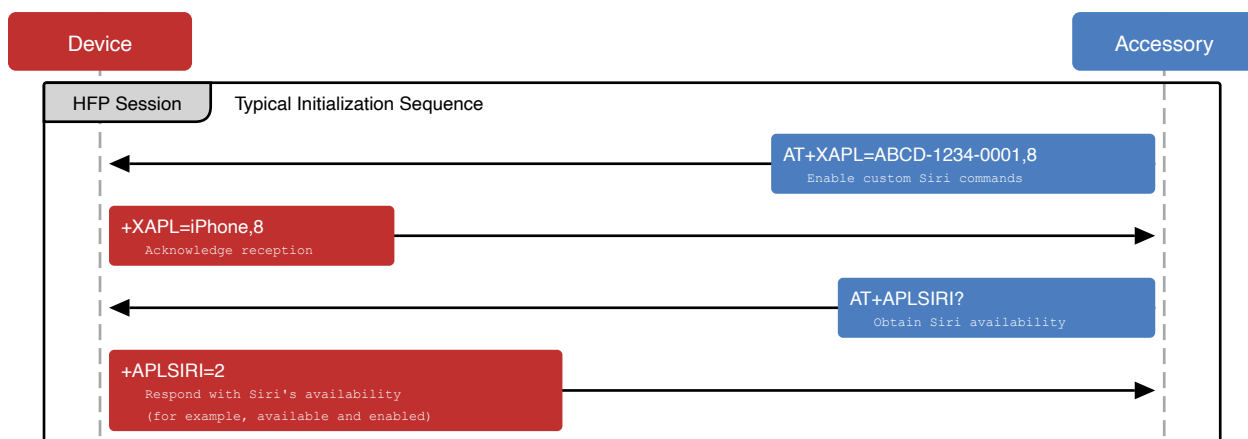 Device
Accessory
HFP Session
Typical Initialization Sequence
AT+XAPL=ABCD-1234-0001,8
Enable custom Siri commands
+XAPL=iPhone,8
Acknowledge reception
AT+APLSIRI?
Obtain Siri availability
+APLSIRI=2
Respond with Siri's availability
(for example, available and enabled)